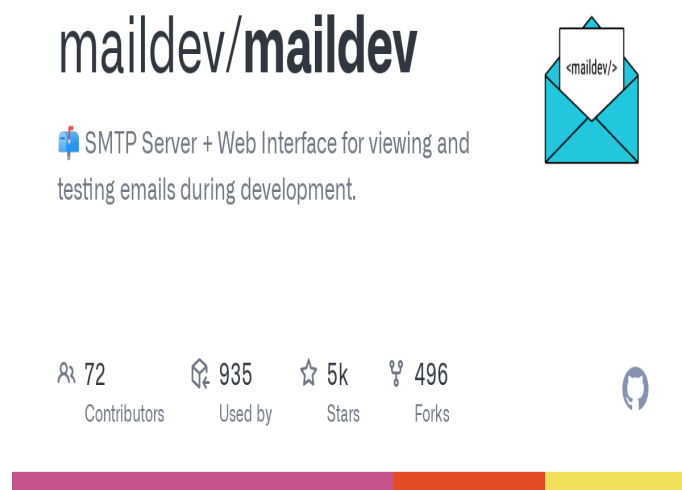 maildev/maildev
<maildev/>
📫 SMTP Server + Web Interface for viewing and
testing emails during development.
72 935 5k 496
Contributors Used by Stars Forks